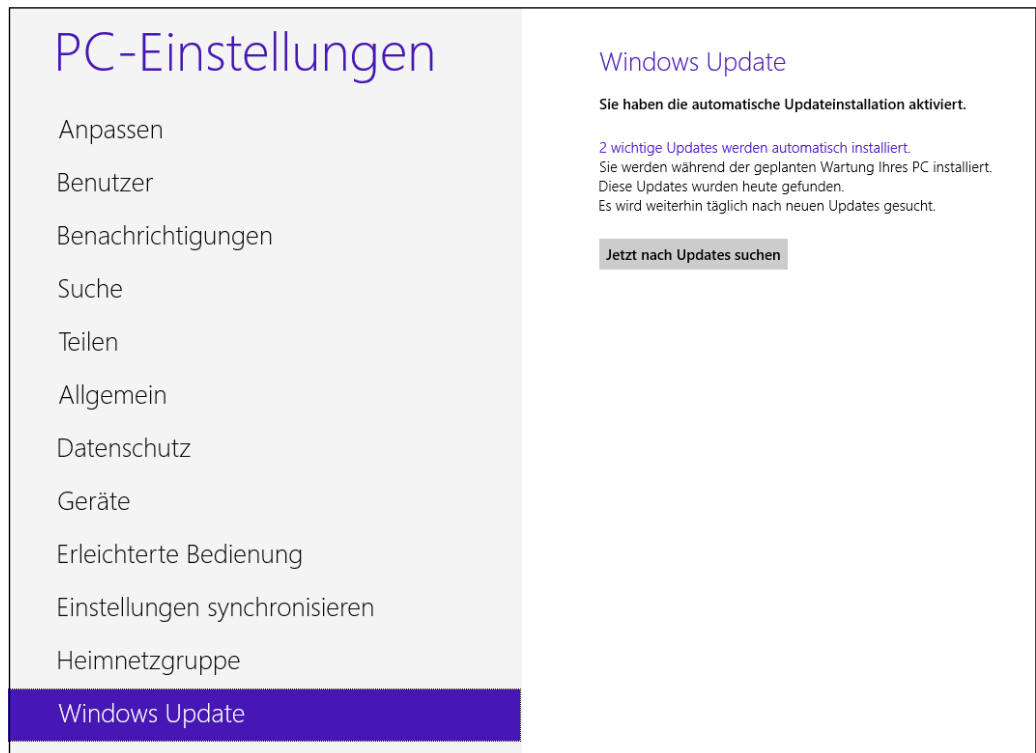 PC-Einstellungen
Anpassen
Benutzer
Benachrichtigungen
Suche
Teilen
Allgemein
Datenschutz
Geräte
Erleichterte Bedienung
Einstellungen synchronisieren
Heimnetzgruppe
Windows Update
Windows Update
Sie haben die automatische Updateinstallation aktiviert.
2 wichtige Updates werden automatisch installiert.
Sie werden während der geplanten Wartung Ihres PC installiert.
Diese Updates wurden heute gefunden.
Es wird weiterhin täglich nach neuen Updates gesucht.
Jetzt nach Updates suchen